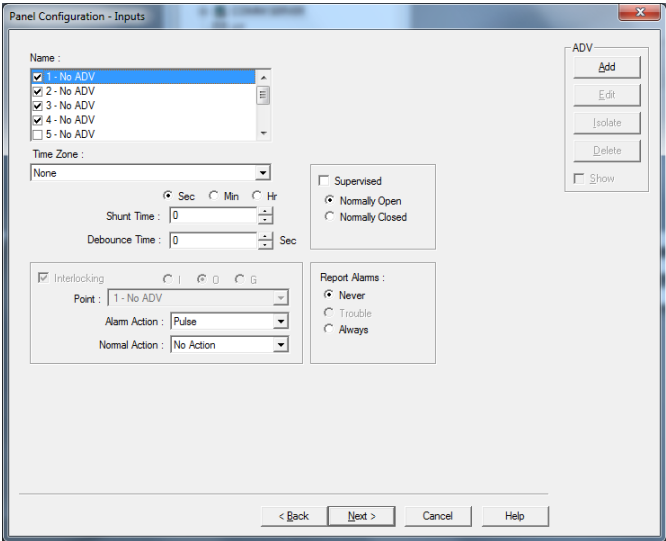 COMM SERVER
Panel Configuration - Inputs
Name :
1 - No ADV
2 - No ADV
3 - No ADV
4 - No ADV
5 - No ADV
Time Zone :
None
Sec Min Hr
Shunt Time : 0
Debounce Time : 0 Sec
Supervised
Normally Open
Normally Closed
Interlocking I O G
Point : 1 - No ADV
Alarm Action : Pulse
Normal Action : No Action
Report Alarms :
Never
Trouble
Always
ADV
Add
Edit
Isolate
Delete
Show
< Back Next > Cancel Help